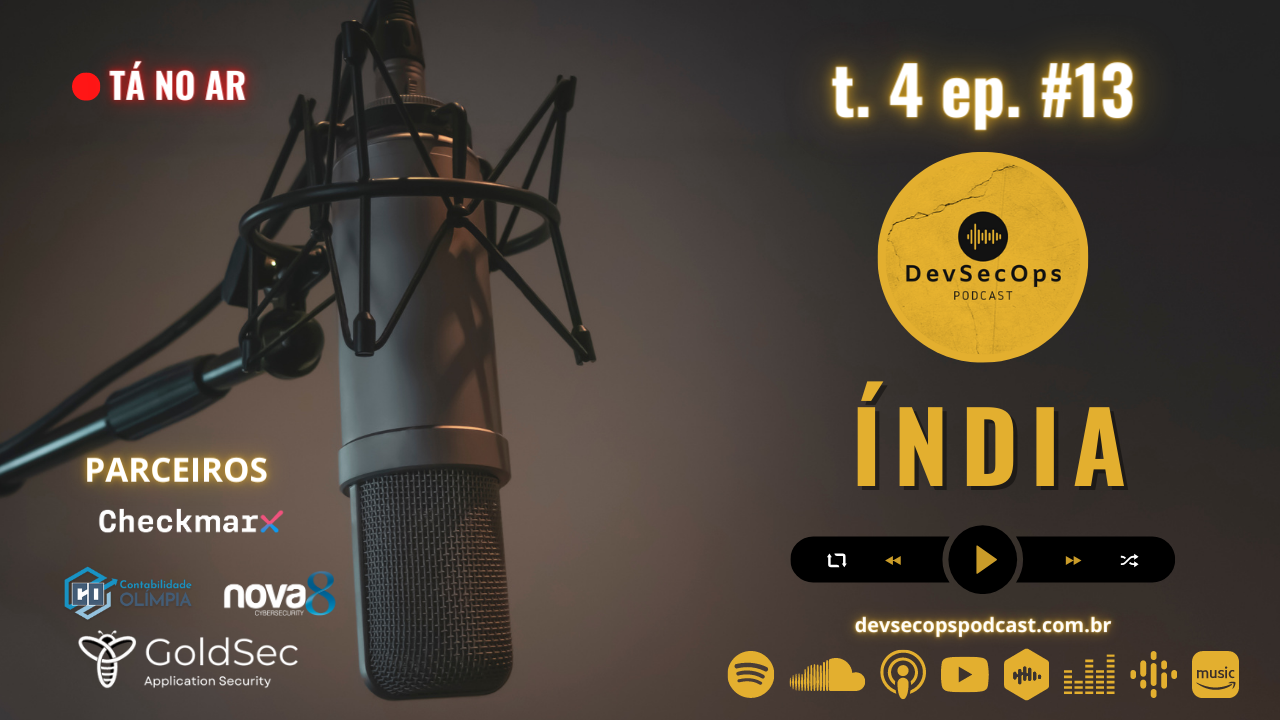 TÁ NO AR
t. 4 ep. #13
DevSecOps
PODCAST
ÍNDIA
PARCEIROS
Checkmarx
Contabilidade
OLÍMPIA
nova8
CYBERSECURITY
GoldSec
Application Security
devsecopspodcast.com.br
music